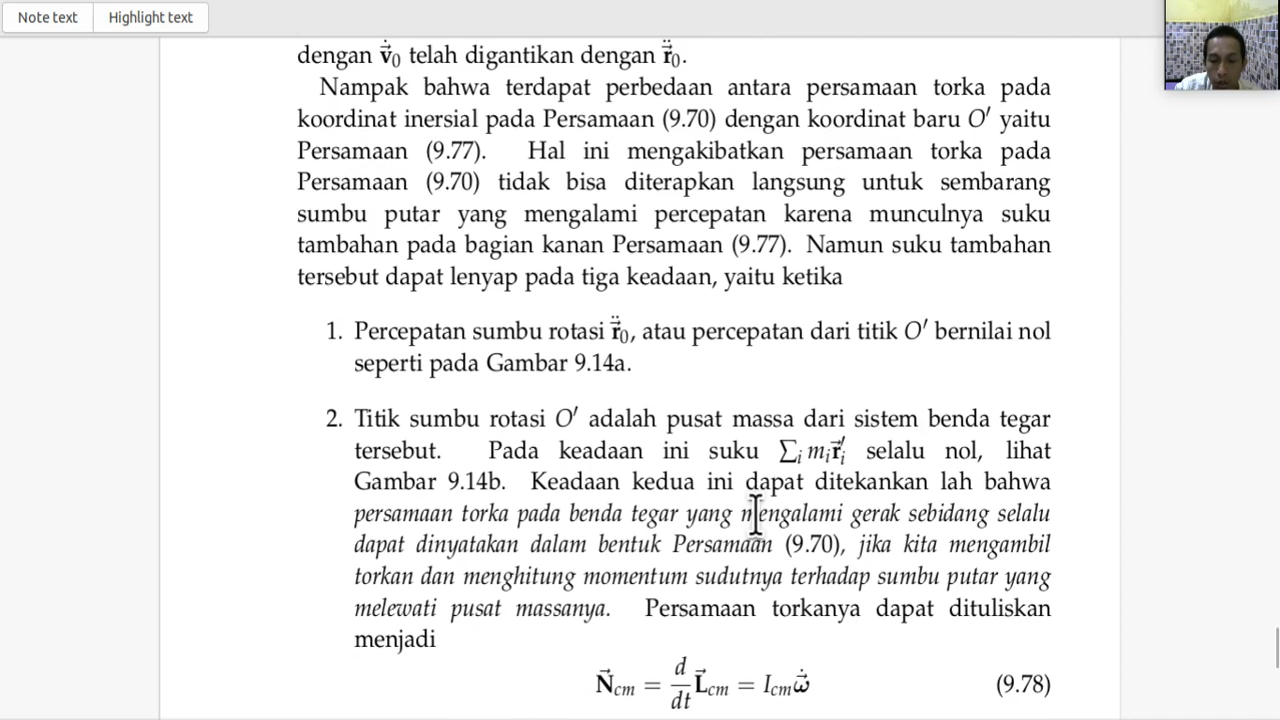 Note text
Highlight text
dengan v̇⃗₀ telah digantikan dengan r̈⃗₀.
Nampak bahwa terdapat perbedaan antara persamaan torka pada
koordinat inersial pada Persamaan (9.70) dengan koordinat baru O′ yaitu
Persamaan (9.77). Hal ini mengakibatkan persamaan torka pada
Persamaan (9.70) tidak bisa diterapkan langsung untuk sembarang
sumbu putar yang mengalami percepatan karena munculnya suku
tambahan pada bagian kanan Persamaan (9.77). Namun suku tambahan
tersebut dapat lenyap pada tiga keadaan, yaitu ketika
1. Percepatan sumbu rotasi r̈⃗₀, atau percepatan dari titik O′ bernilai nol
seperti pada Gambar 9.14a.
2. Titik sumbu rotasi O′ adalah pusat massa dari sistem benda tegar
tersebut. Pada keadaan ini suku ∑ᵢ mᵢr⃗ᵢ′ selalu nol, lihat
Gambar 9.14b. Keadaan kedua ini dapat ditekankan lah bahwa
persamaan torka pada benda tegar yang mengalami gerak sebidang selalu
dapat dinyatakan dalam bentuk Persamaan (9.70), jika kita mengambil
torkan dan menghitung momentum sudutnya terhadap sumbu putar yang
melewati pusat massanya. Persamaan torkanya dapat dituliskan
menjadi
N⃗cm = d/dt L⃗cm = Icm ω̇⃗ (9.78)